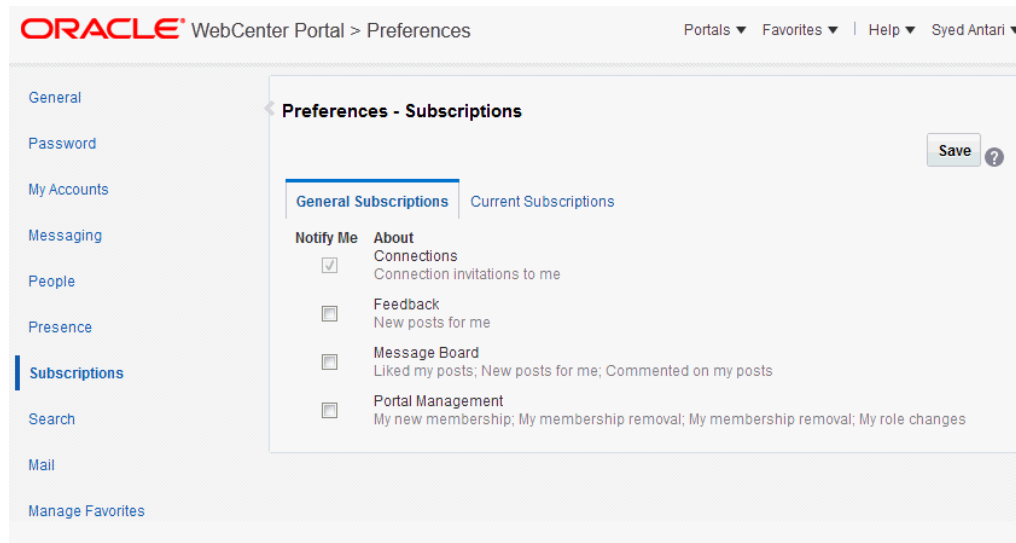 ORACLE® WebCenter Portal > Preferences Portals ▼ Favorites ▼ | Help ▼ Syed Antari ▼
General
Preferences - Subscriptions
Password
Save ?
My Accounts
General Subscriptions Current Subscriptions
Messaging
Notify Me About
Connections
Connection invitations to me
People
Feedback
New posts for me
Presence
Message Board
Liked my posts; New posts for me; Commented on my posts
Subscriptions
Portal Management
My new membership; My membership removal; My membership removal; My role changes
Search
Mail
Manage Favorites